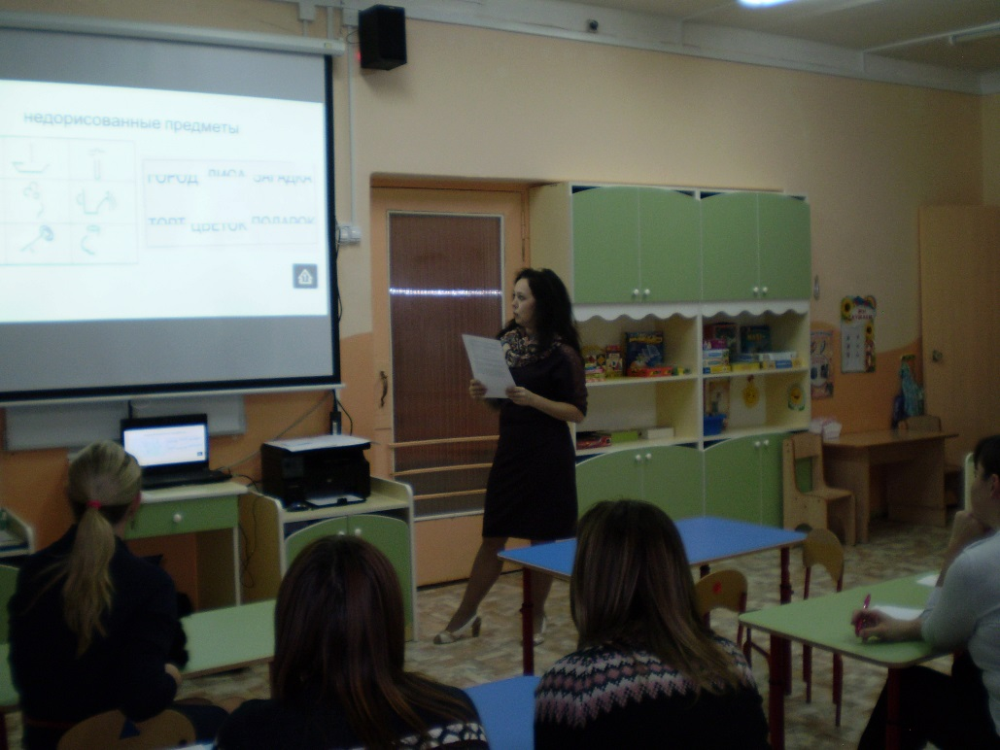 недорисованные предметы
ГОРОД ЛИСА ЗАГАДКА
ТОРТ ЦВЕТОК ПОДАРОК